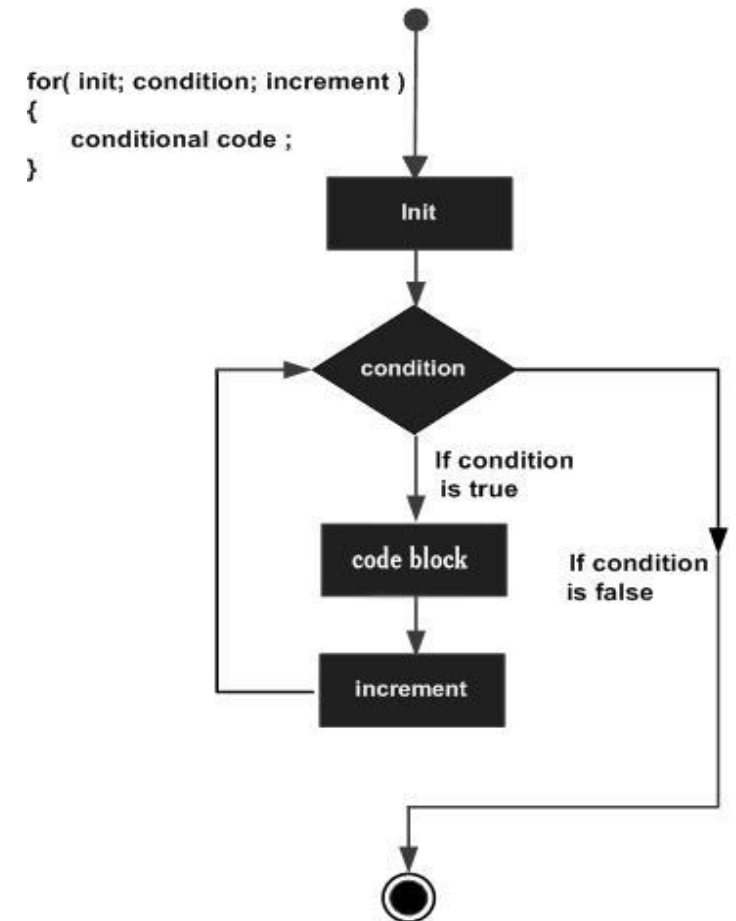 for( init; condition; increment )
{
conditional code ;
}
Init
condition
If condition
is true
code block
If condition
is false
increment